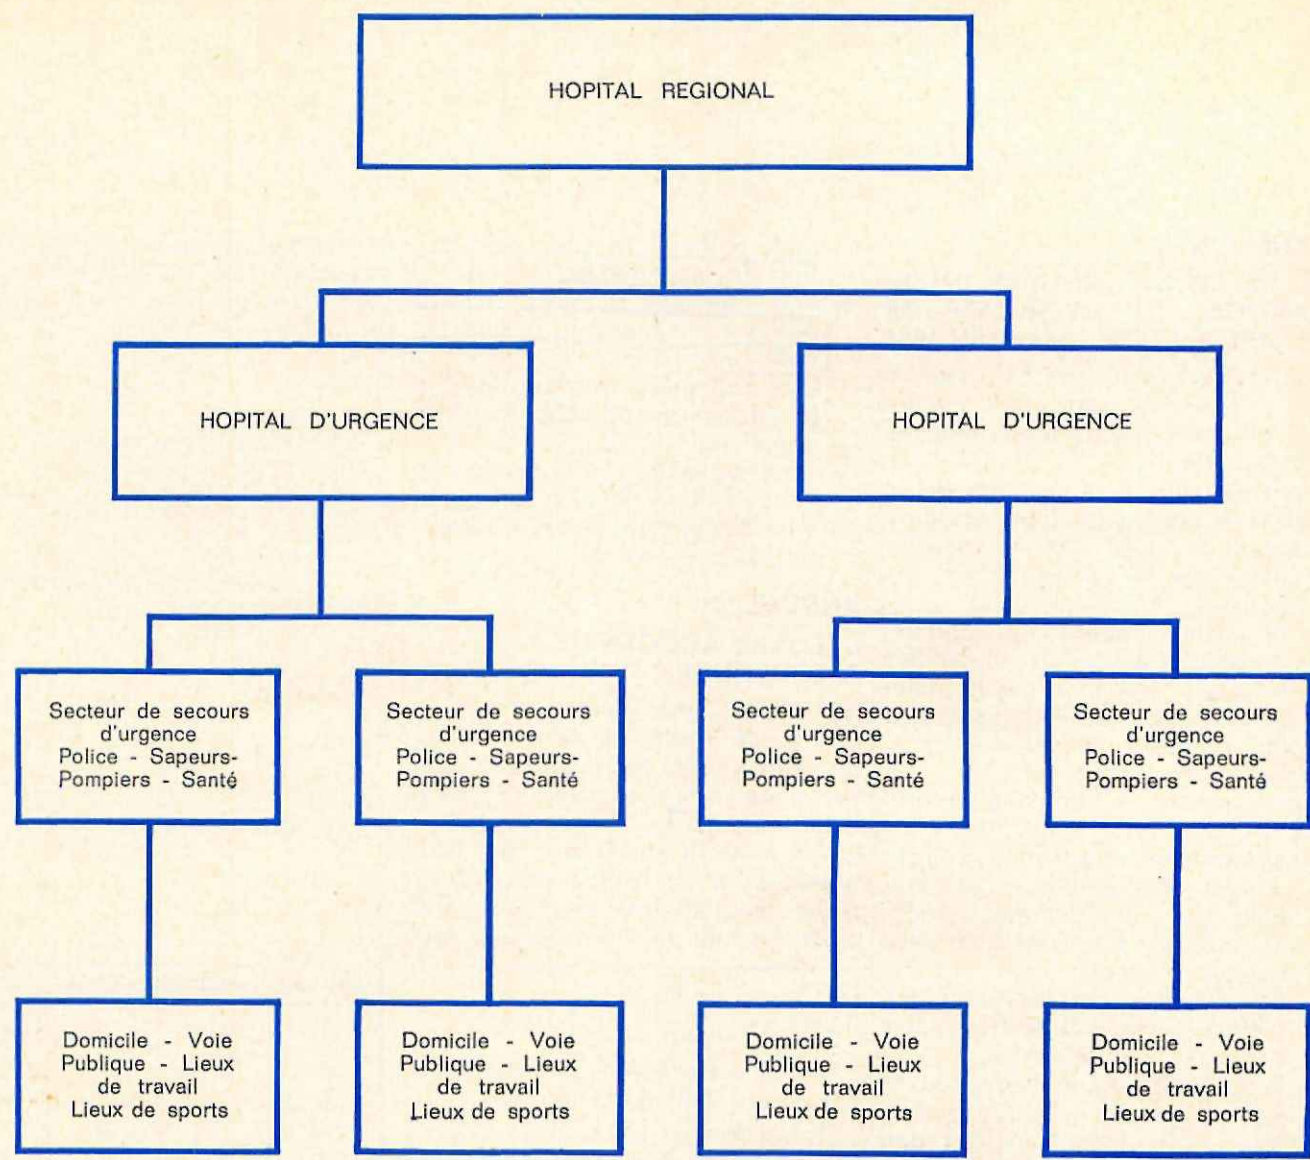 HOPITAL REGIONAL
HOPITAL D'URGENCE
HOPITAL D'URGENCE
Secteur de secours
d'urgence
Police - Sapeurs-
Pompiers - Santé
Secteur de secours
d'urgence
Police - Sapeurs-
Pompiers - Santé
Secteur de secours
d'urgence
Police - Sapeurs-
Pompiers - Santé
Secteur de secours
d'urgence
Police - Sapeurs-
Pompiers - Santé
Domicile - Voie
Publique - Lieux
de travail
Lieux de sports
Domicile - Voie
Publique - Lieux
de travail
Lieux de sports
Domicile - Voie
Publique - Lieux
de travail
Lieux de sports
Domicile - Voie
Publique - Lieux
de travail
Lieux de sports